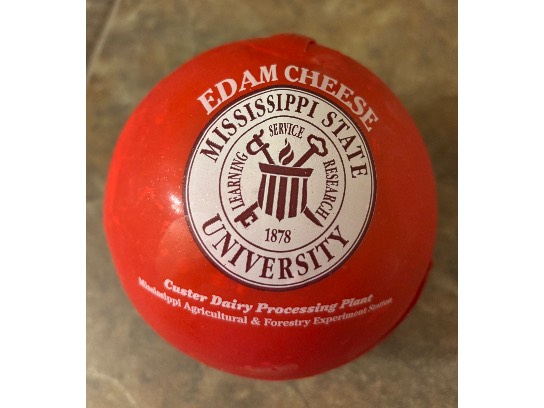 EDAM CHEESE
MISSISSIPPI STATE
SERVICE
LEARNING
RESEARCH
1878
UNIVERSITY
Custer Dairy Processing Plant
Mississippi Agricultural & Forestry Experiment Station